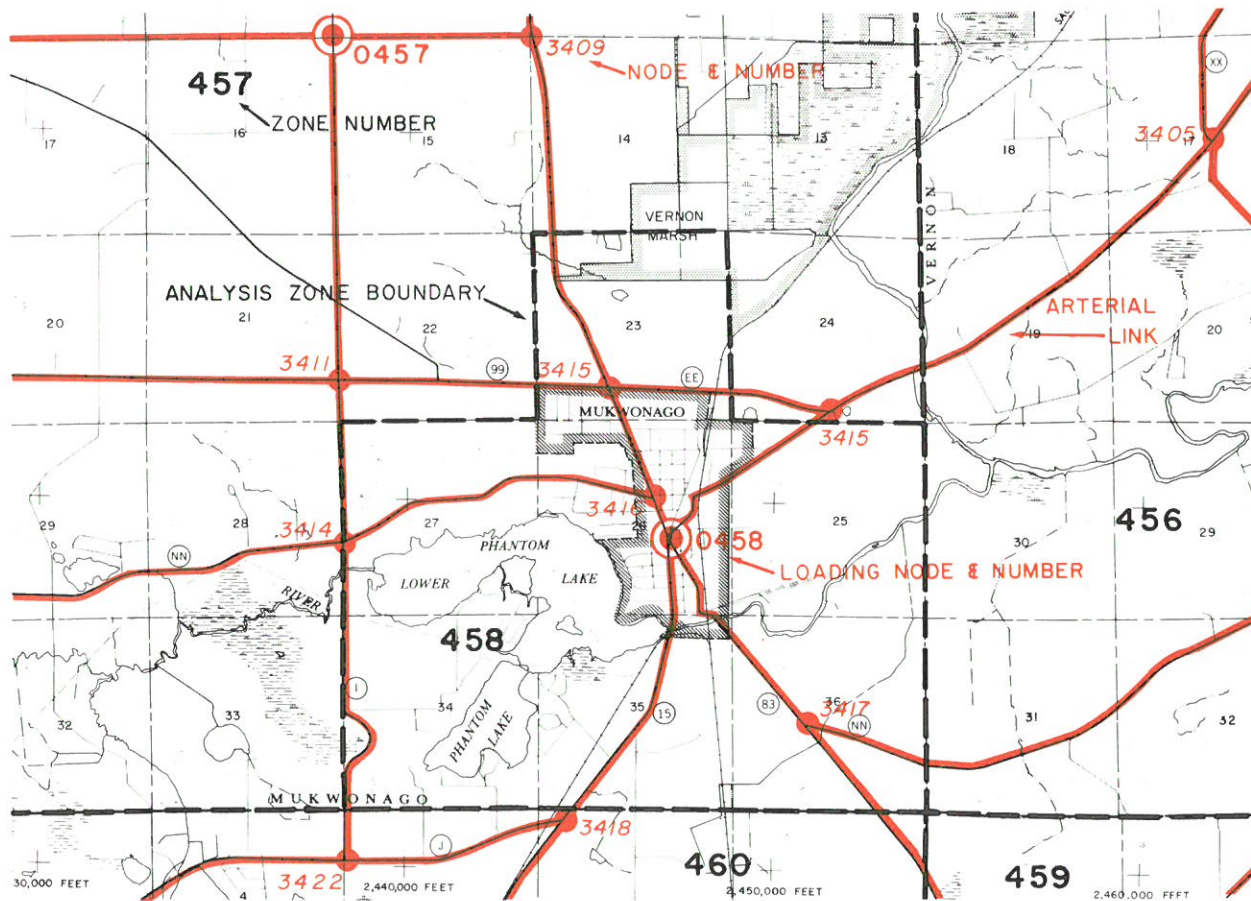 0457
3409
NODE & NUMBER
457
ZONE NUMBER
XX
3405
17
16
15
14
13
18
17
VERNON
MARSH
VERNON
ANALYSIS ZONE BOUNDARY
20
21
22
23
24
19
20
ARTERIAL
LINK
3411
99
3415
EE
MUKWONAGO
3415
3416
29
28
27
26
25
30
29
456
3414
NN
0458
PHANTOM
LOWER
LAKE
LOADING NODE & NUMBER
RIVER
458
I
32
33
34
PHANTOM
LAKE
35
15
83
36
3417
NN
31
32
MUKWONAGO
3418
J
3422
460
459
30,000 FEET
4
2,440,000 FEET
2,450,000 FEET
2,460,000 FEET